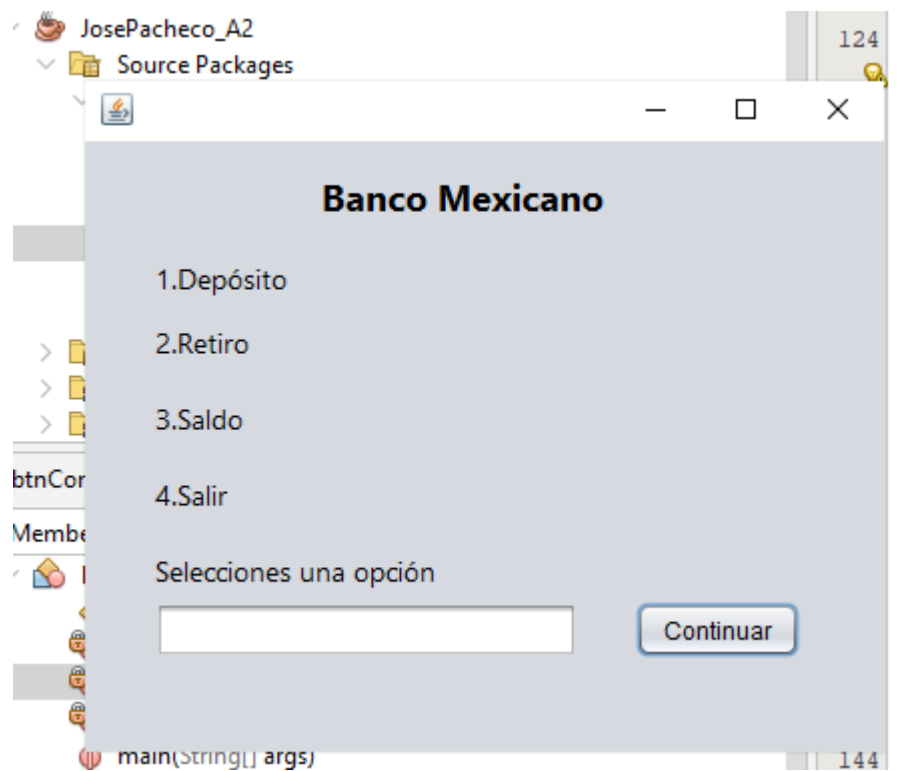 JosePacheco_A2
124
Source Packages
Banco Mexicano
1.Depósito
2.Retiro
3.Saldo
4.Salir
Selecciones una opción
Continuar
main(String[] args)
144